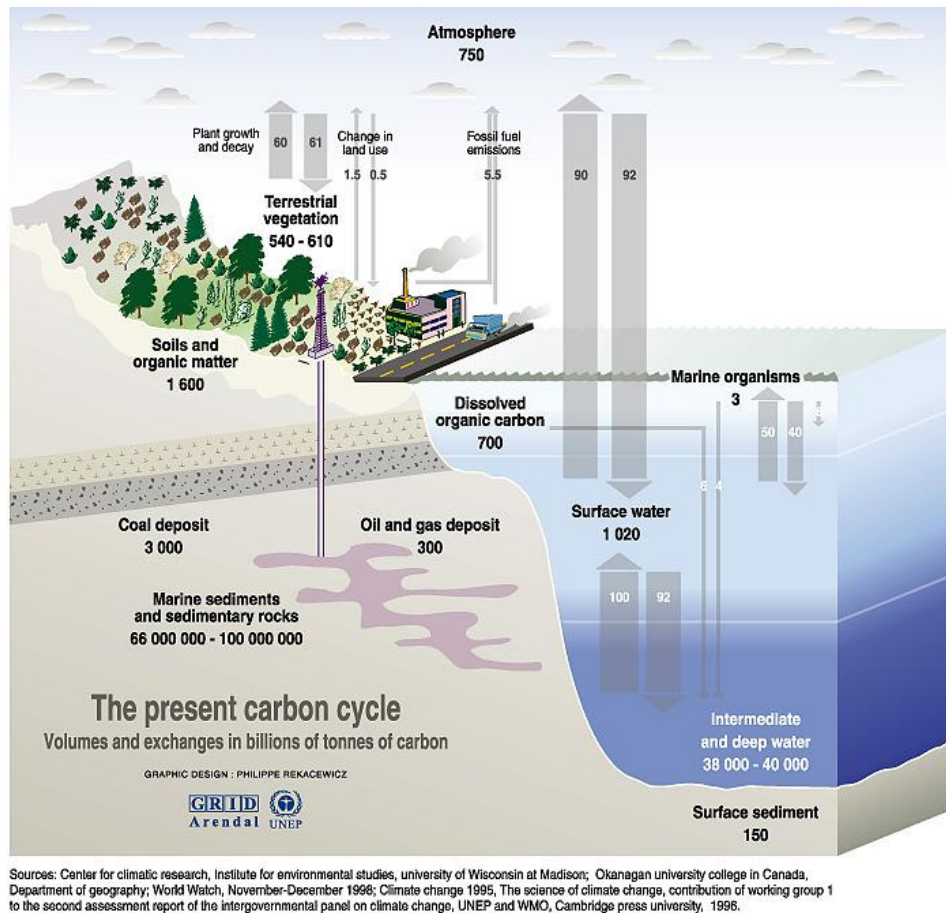 Atmosphere
750
Plant growth
and decay
60
61
Change in
land use
1.5 0.5
Fossil fuel
emissions
5.5
90
92
Terrestrial
vegetation
540 - 610
Soils and
organic matter
1 600
Marine organisms
3
50
40
Dissolved
organic carbon
700
6 4
Surface water
1 020
Coal deposit
3 000
Oil and gas deposit
300
100
92
Marine sediments
and sedimentary rocks
66 000 000 - 100 000 000
The present carbon cycle
Volumes and exchanges in billions of tonnes of carbon
GRAPHIC DESIGN : PHILIPPE REKACEWICZ
GRID
Arendal
UNEP
Intermediate
and deep water
38 000 - 40 000
Surface sediment
150
Sources: Center for climatic research, Institute for environmental studies, university of Wisconsin at Madison; Okanagan university college in Canada,
Department of geography; World Watch, November-December 1998; Climate change 1995, The science of climate change, contribution of working group 1
to the second assessment report of the intergovernmental panel on climate change, UNEP and WMO, Cambridge press university, 1996.